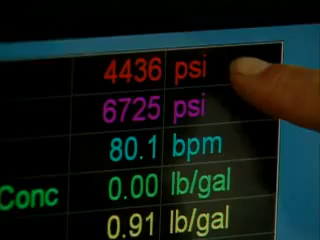 4436 psi
6725 psi
80.1 bpm
Conc 0.00 lb/gal
0.91 lb/gal